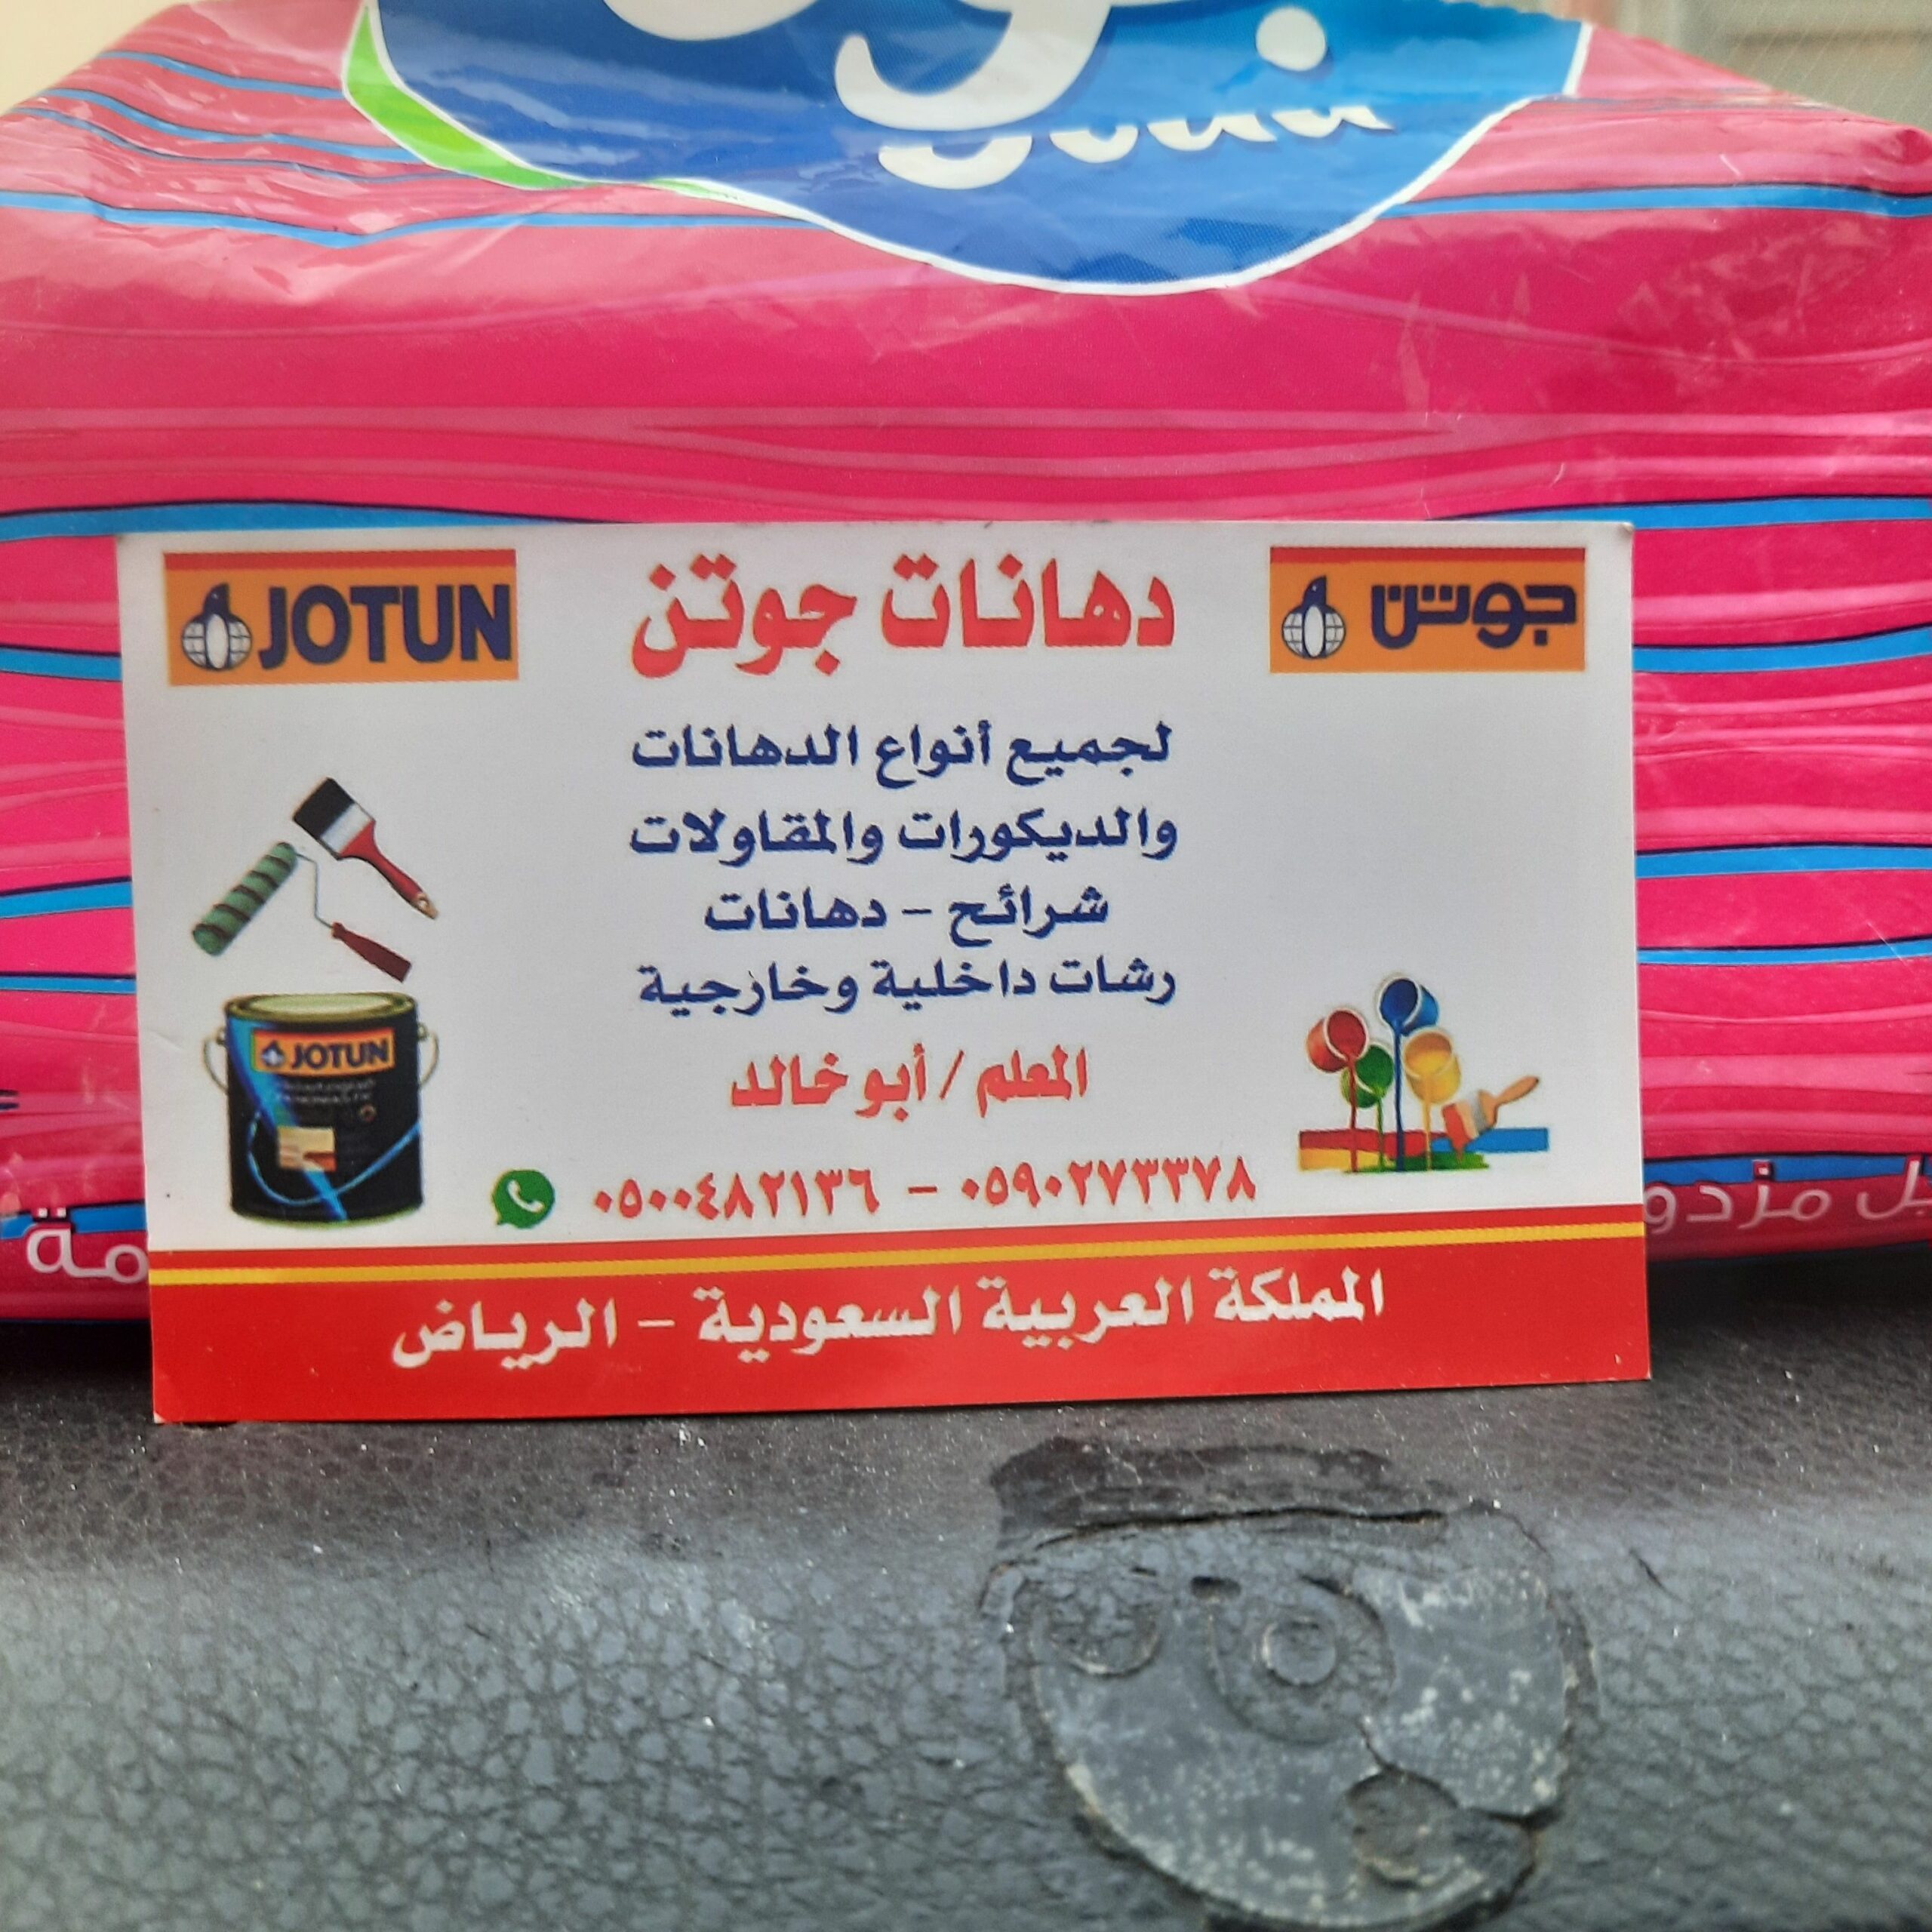 JOTUN
دهانات جوتن
جوتن
لجميع أنواع الدهانات
والديكورات والمقاولات
شرائح - دهانات
رشات داخلية وخارجية
المعلم / أبو خالد
٠٥٠٠٤٨٢١٣٦ - ٠٥٩٠٢٧٣٣٧٨
المملكة العربية السعودية - الرياض
JOTUN